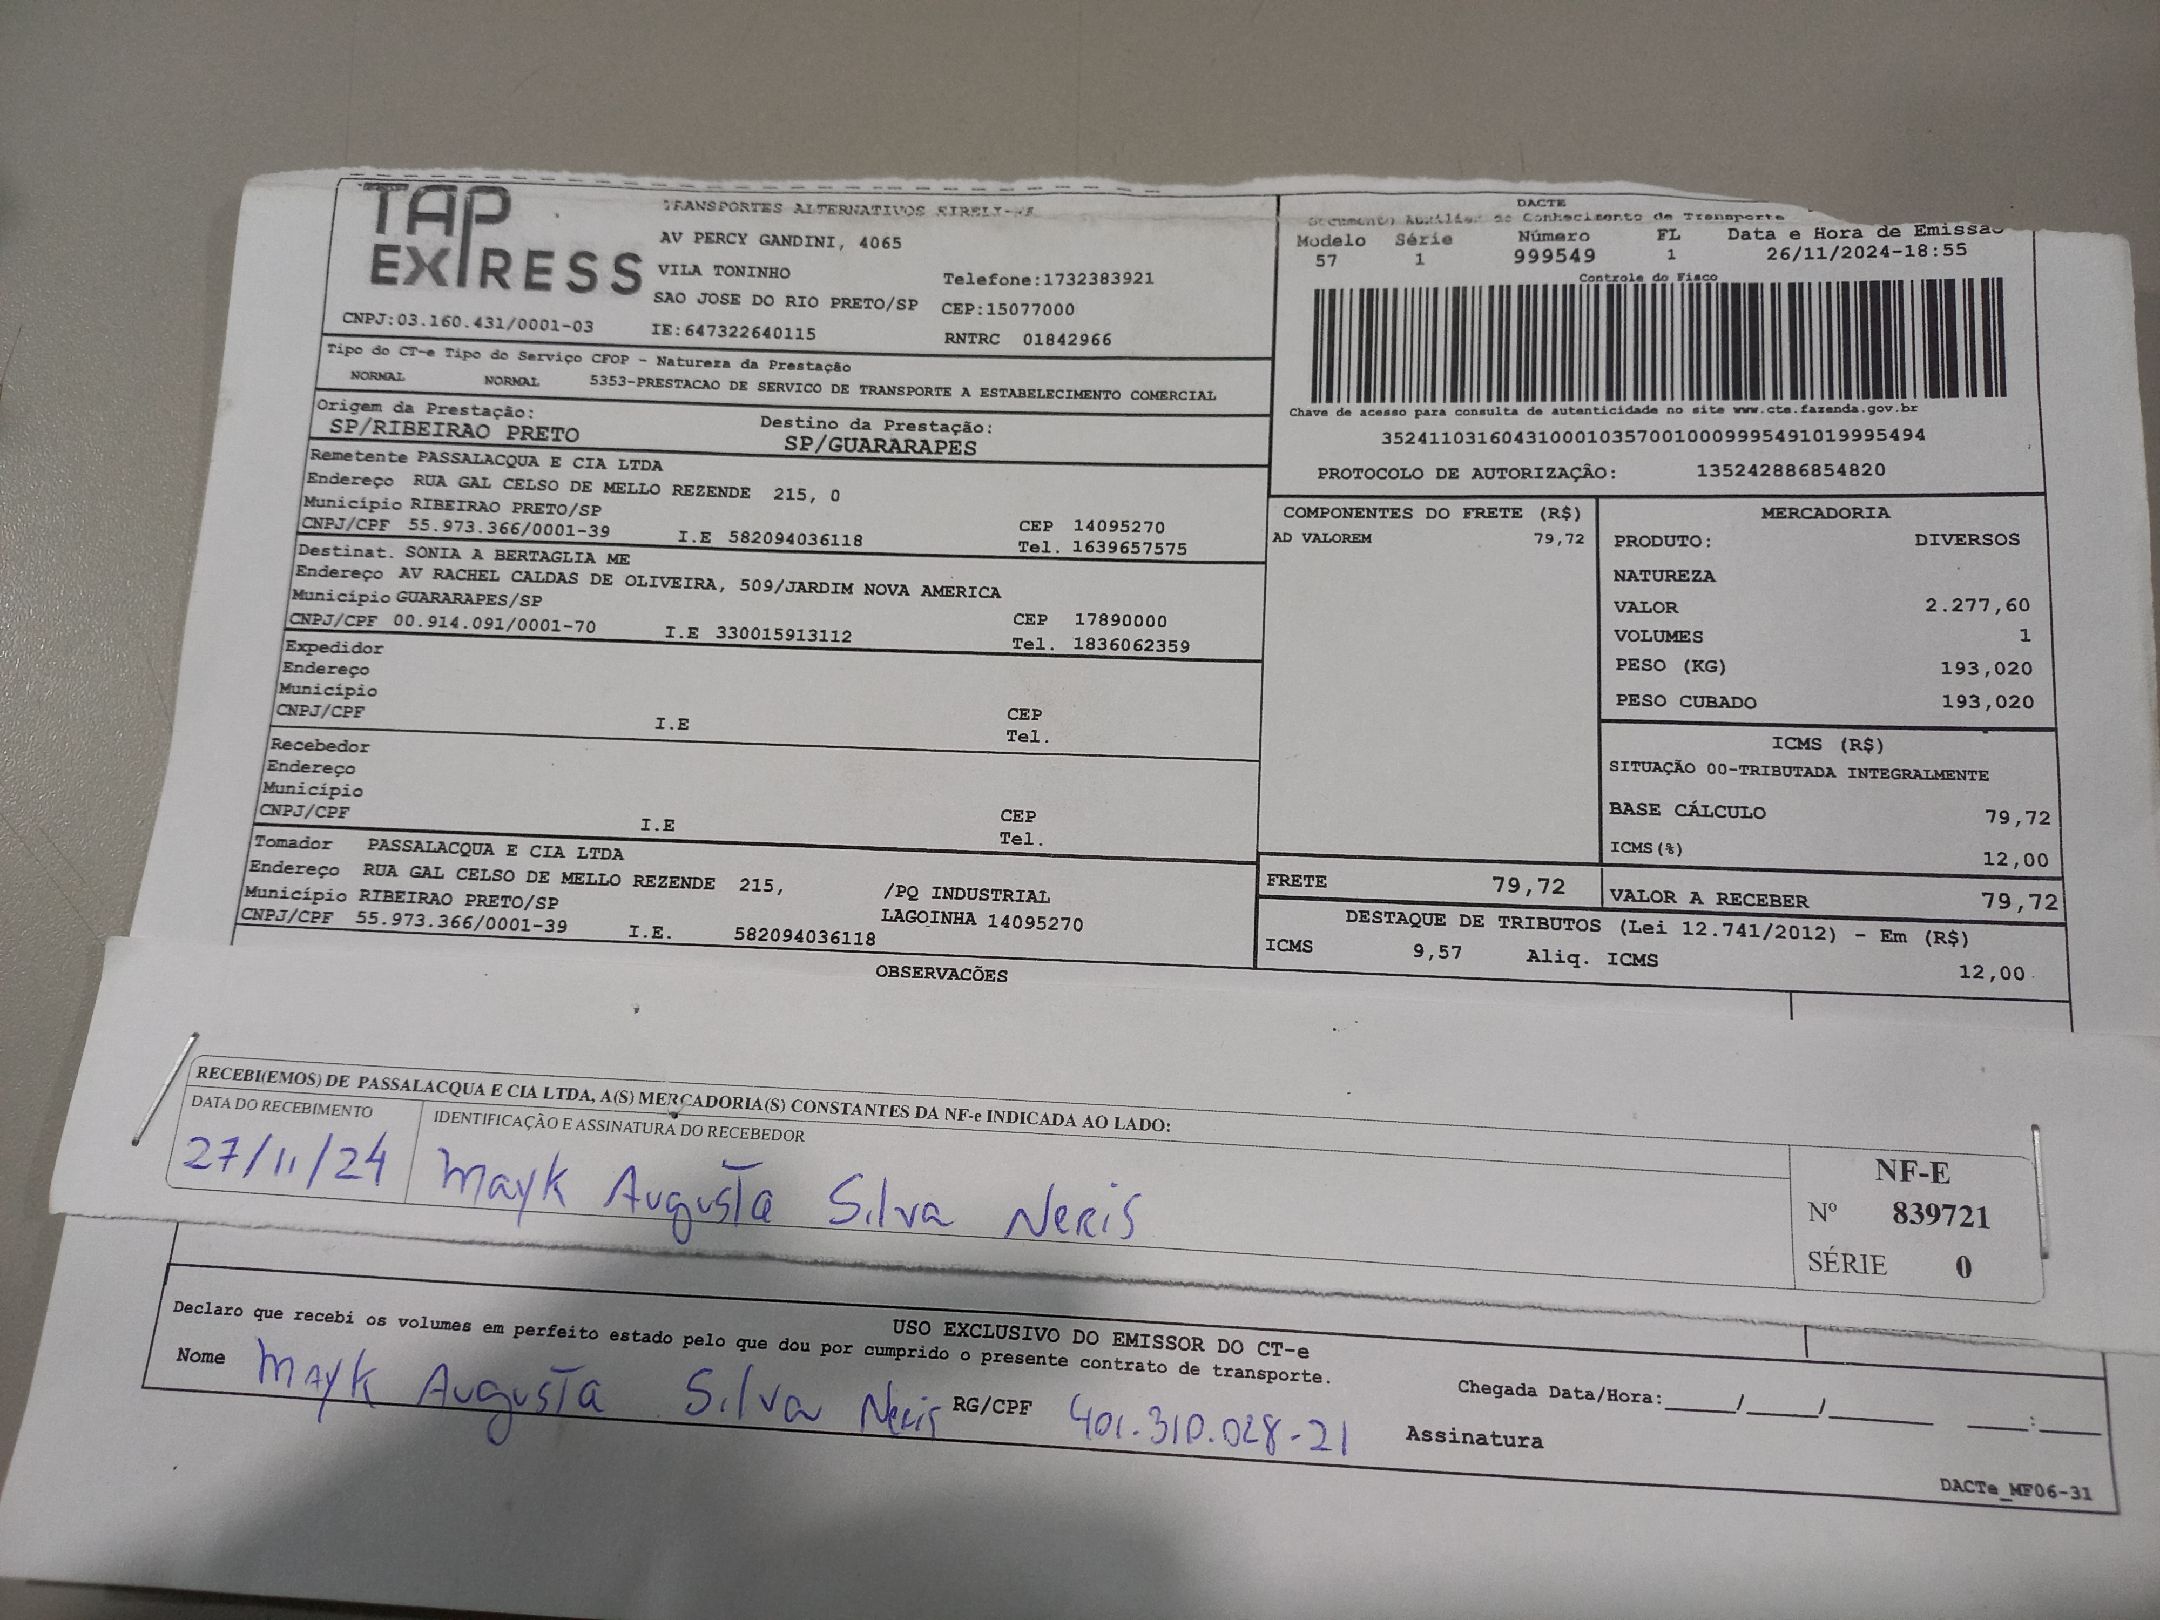 TAP
EXPRESS
TRANSPORTES ALTERNATIVOS EIRELI-
AV PERCY GANDINI, 4065
VILA TONINHO Telefone:1732383921
SAO JOSE DO RIO PRETO/SP CEP:15077000
CNPJ:03.160.431/0001-03 IE:647322640115 RNTRC 01842966
DACTE
Documento Auxiliar de Conhecimento de Transporte
Modelo Série Número FL Data e Hora de Emissão
57 1 999549 1 26/11/2024-18:55
Controle do Fisco
Chave de acesso para consulta de autenticidade no site www.cte.fazenda.gov.br
35241103160431000103570010009995491019995494
PROTOCOLO DE AUTORIZAÇÃO: 135242886854820
Tipo do CT-e Tipo do Serviço CFOP - Natureza da Prestação
NORMAL NORMAL 5353-PRESTACAO DE SERVICO DE TRANSPORTE A ESTABELECIMENTO COMERCIAL
Origem da Prestação: Destino da Prestação:
SP/RIBEIRAO PRETO SP/GUARARAPES
Remetente PASSALACQUA E CIA LTDA
Endereço RUA GAL CELSO DE MELLO REZENDE 215, 0
Município RIBEIRAO PRETO/SP CEP 14095270
CNPJ/CPF 55.973.366/0001-39 I.E 582094036118 Tel. 1639657575
Destinat. SONIA A BERTAGLIA ME
Endereço AV RACHEL CALDAS DE OLIVEIRA, 509/JARDIM NOVA AMERICA
Município GUARARAPES/SP CEP 17890000
CNPJ/CPF 00.914.091/0001-70 I.E 330015913112 Tel. 1836062359
Expedidor
Endereço
Município CEP
CNPJ/CPF I.E Tel.
Recebedor
Endereço
Município CEP
CNPJ/CPF I.E Tel.
Tomador PASSALACQUA E CIA LTDA
Endereço RUA GAL CELSO DE MELLO REZENDE 215, /PQ INDUSTRIAL
Município RIBEIRAO PRETO/SP LAGOINHA 14095270
CNPJ/CPF 55.973.366/0001-39 I.E. 582094036118
COMPONENTES DO FRETE (R$)
AD VALOREM 79,72
MERCADORIA
PRODUTO: DIVERSOS
NATUREZA
VALOR 2.277,60
VOLUMES 1
PESO (KG) 193,020
PESO CUBADO 193,020
ICMS (R$)
SITUAÇÃO 00-TRIBUTADA INTEGRALMENTE
BASE CÁLCULO 79,72
ICMS(%) 12,00
FRETE 79,72 VALOR A RECEBER 79,72
DESTAQUE DE TRIBUTOS (Lei 12.741/2012) - Em (R$)
ICMS 9,57 Aliq. ICMS 12,00
OBSERVACÕES
RECEBI(EMOS) DE PASSALACQUA E CIA LTDA, A(S) MERCADORIA(S) CONSTANTES DA NF-e INDICADA AO LADO:
DATA DO RECEBIMENTO IDENTIFICAÇÃO E ASSINATURA DO RECEBEDOR
27/11/24 Mayk Augusto Silva Neris
NF-E
Nº 839721
SÉRIE 0
USO EXCLUSIVO DO EMISSOR DO CT-e
Declaro que recebi os volumes em perfeito estado pelo que dou por cumprido o presente contrato de transporte.
Nome Mayk Augusto Silva Neris RG/CPF 401.310.028-21
Chegada Data/Hora:_____/_____/_______ ____:____
Assinatura
DACTe_MF06-31